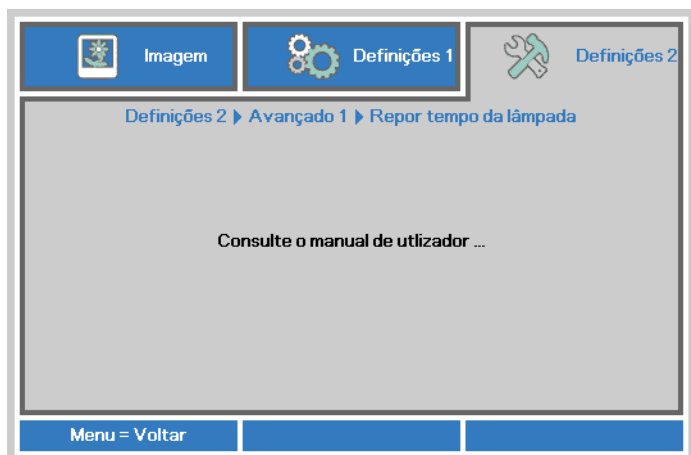 Imagem
Definições 1
Definições 2
Definições 2 Avançado 1 Repor tempo da lâmpada
Consulte o manual de utlizador ...
Menu = Voltar